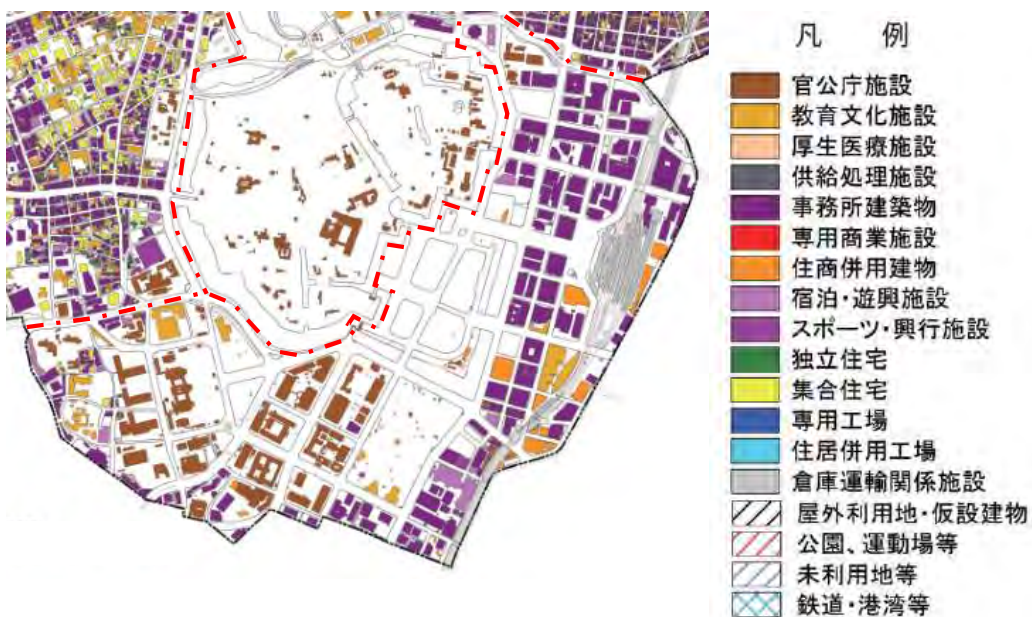 凡 例
官公庁施設
教育文化施設
厚生医療施設
供給処理施設
事務所建築物
専用商業施設
住商併用建物
宿泊・遊興施設
スポーツ・興行施設
独立住宅
集合住宅
専用工場
住居併用工場
倉庫運輸関係施設
屋外利用地・仮設建物
公園、運動場等
未利用地等
鉄道・港湾等